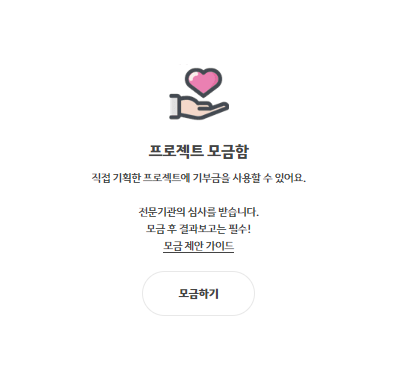 프로젝트 모금함
직접 기획한 프로젝트에 기부금을 사용할 수 있어요.
전문기관의 심사를 받습니다.
모금 후 결과보고는 필수!
모금 제안 가이드
모금하기